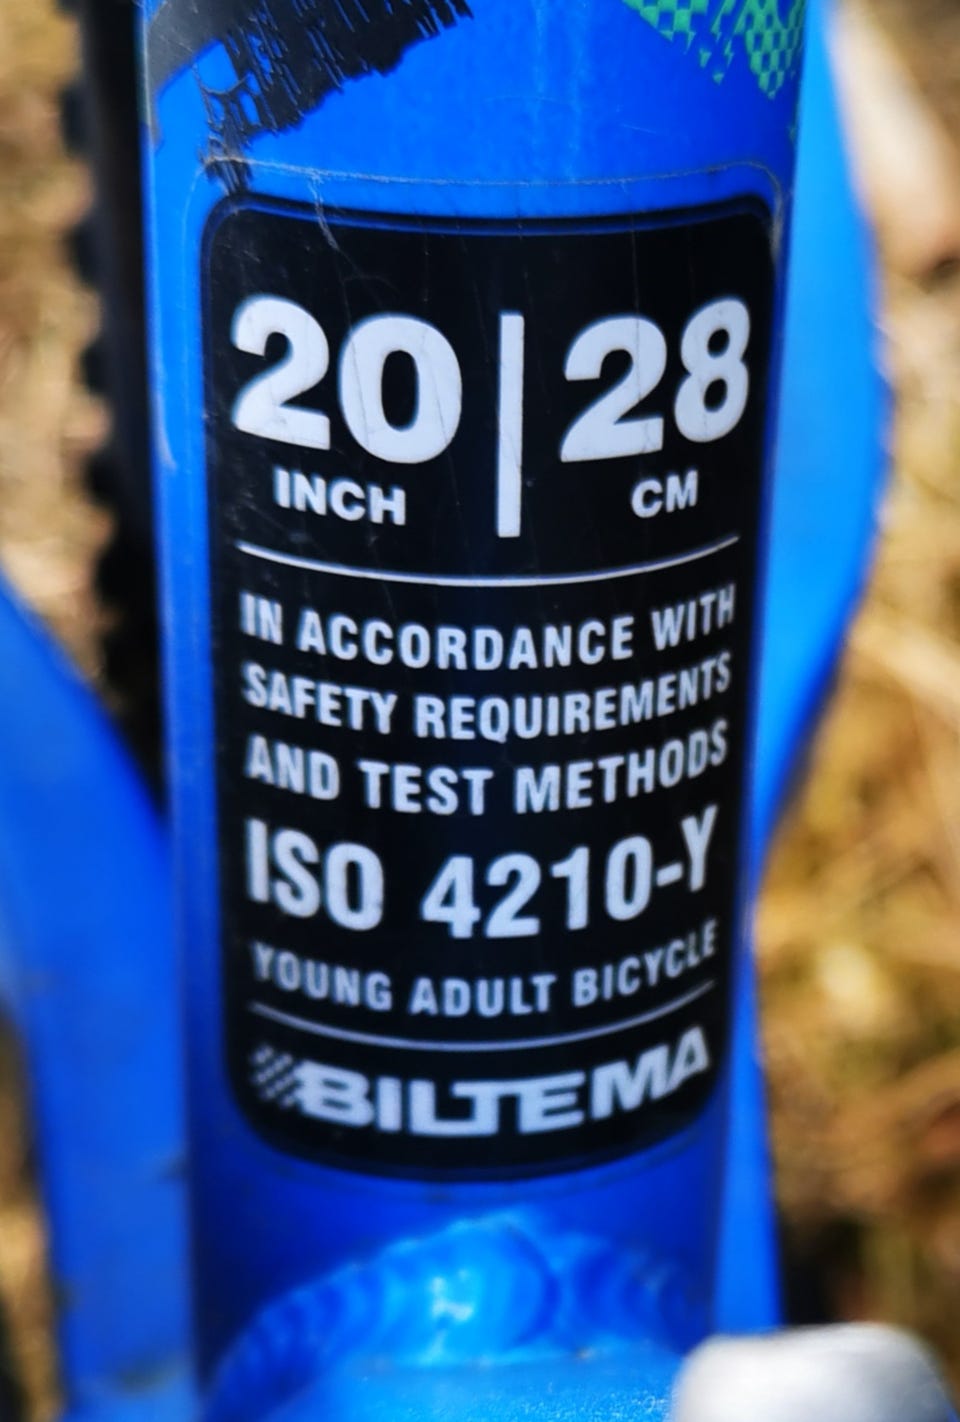 20 | 28
INCH CM
IN ACCORDANCE WITH
SAFETY REQUIREMENTS
AND TEST METHODS
ISO 4210-Y
YOUNG ADULT BICYCLE
BILTEMA